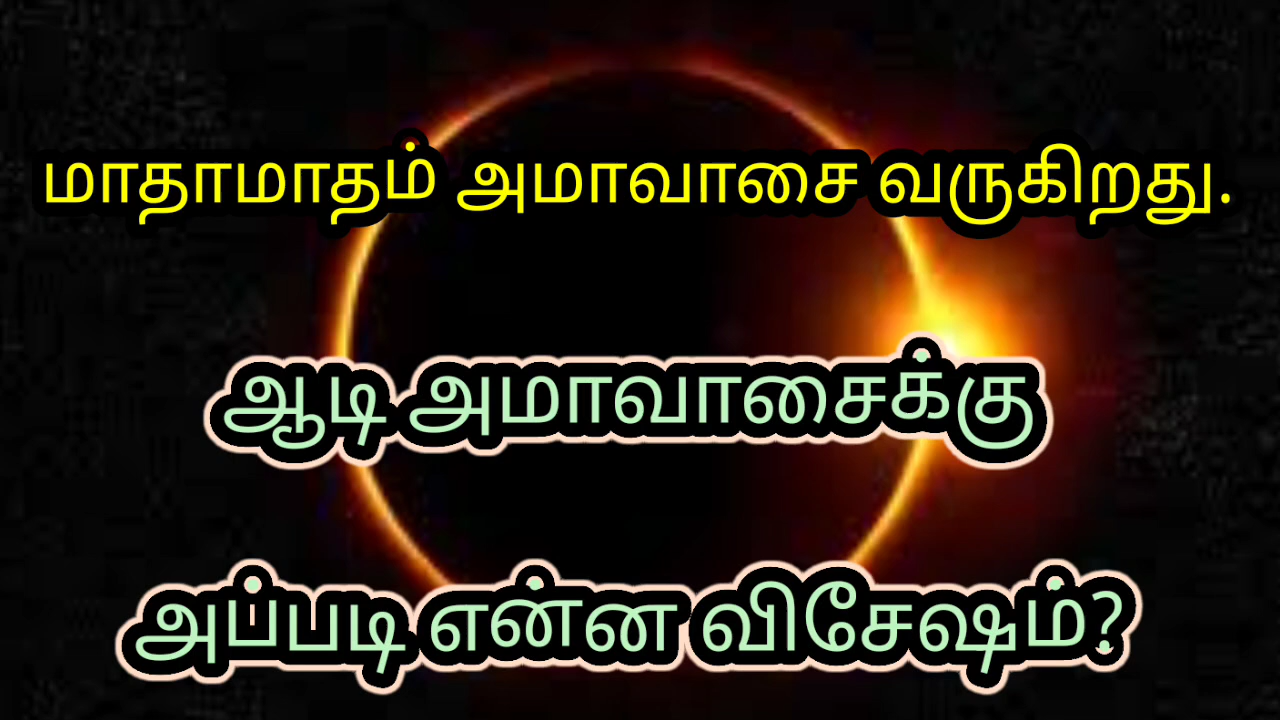 மாதாமாதம் அமாவாசை வருகிறது.
ஆடி அமாவாசைக்கு
அப்படி என்ன விசேஷம்?